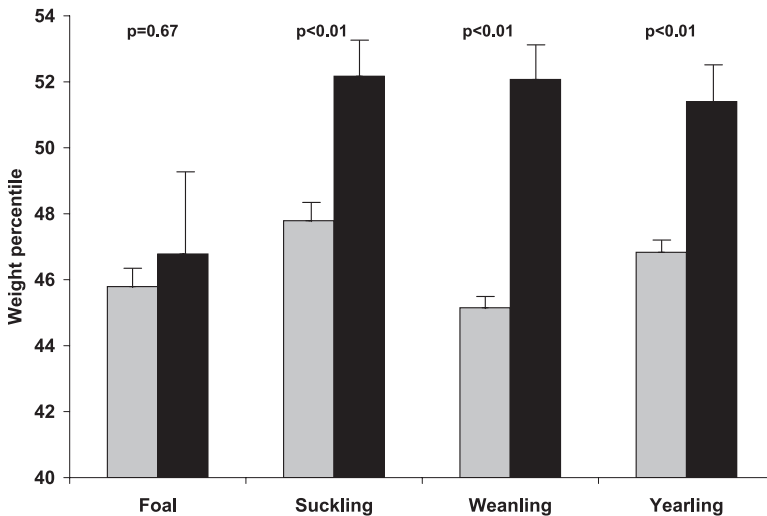 p=0.67 p<0.01 p<0.01 p<0.01
Weight percentile
54
52
50
48
46
44
42
40
Foal Suckling Weanling Yearling